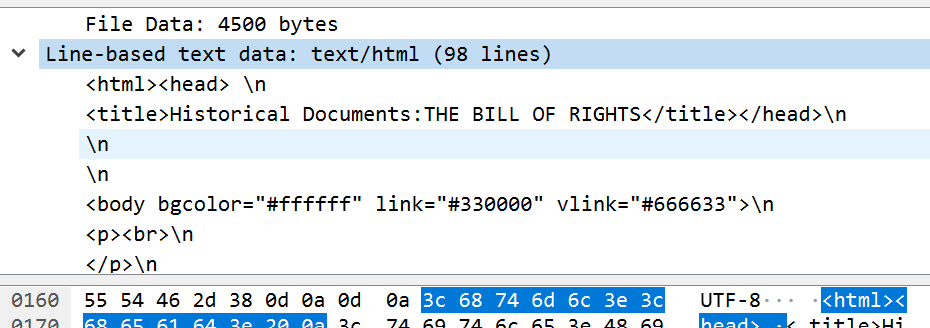 File Data: 4500 bytes
Line-based text data: text/html (98 lines)
<html><head> \n
<title>Historical Documents:THE BILL OF RIGHTS</title></head>\n
\n
\n
<body bgcolor="#ffffff" link="#330000" vlink="#666633">\n
<p><br>\n
</p>\n
0160 55 54 46 2d 38 0d 0a 0d 0a 3c 68 74 6d 6c 3e 3c UTF-8··· ·<html><
0170 68 65 61 64 3e 20 0a 3c 74 69 74 6c 65 3e 48 69 head> ·< title>Hi